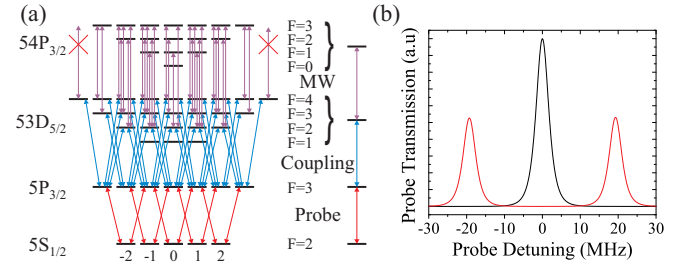 (a)
54P3/2
53D5/2
5P3/2
5S1/2
-2 -1 0 1 2
F=3
F=2
F=1
F=0
MW
F=4
F=3
F=2
F=1
Coupling
F=3
Probe
F=2
(b)
Probe Transmission (a.u)
-30 -20 -10 0 10 20 30
Probe Detuning (MHz)